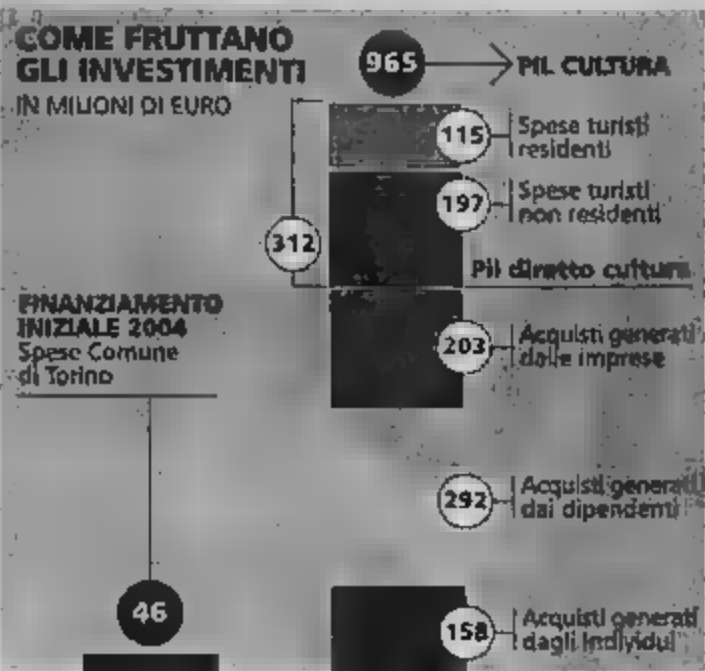 COME FRUTTANO
GLI INVESTIMENTI
IN MILIONI DI EURO
965
PIL CULTURA
115
Spese turisti
residenti
197
Spese turisti
non residenti
312
Pil diretto cultura
FINANZIAMENTO
INIZIALE 2004
Spese Comune
di Torino
203
Acquisti generati
dalle imprese
292
Acquisti generati
dai dipendenti
46
158
Acquisti generati
dagli individui